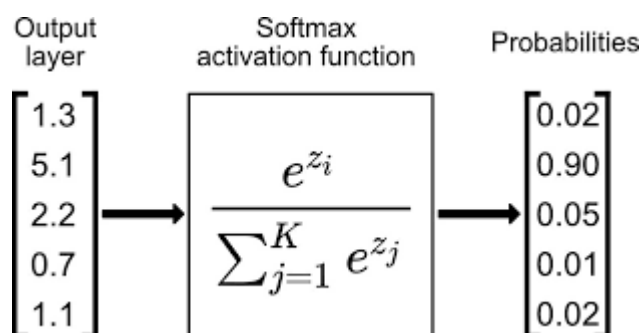 Output
layer
Softmax
activation function
Probabilities
1.3
5.1
2.2
0.7
1.1
e^{z_i}
∑_{j=1}^{K} e^{z_j}
0.02
0.90
0.05
0.01
0.02